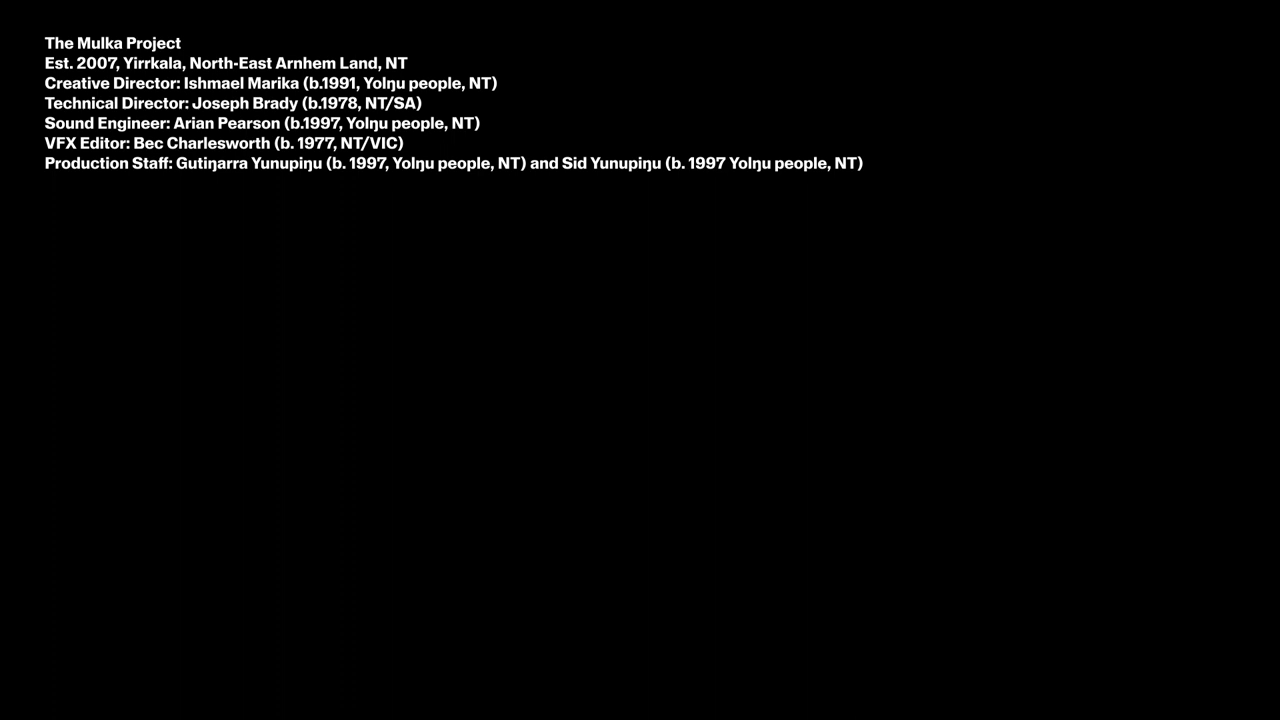 The Mulka Project
Est. 2007, Yirrkala, North-East Arnhem Land, NT
Creative Director: Ishmael Marika (b.1991, Yolŋu people, NT)
Technical Director: Joseph Brady (b.1978, NT/SA)
Sound Engineer: Arian Pearson (b.1997, Yolŋu people, NT)
VFX Editor: Bec Charlesworth (b. 1977, NT/VIC)
Production Staff: Gutiŋarra Yunupiŋu (b. 1997, Yolŋu people, NT) and Sid Yunupiŋu (b. 1997 Yolŋu people, NT)